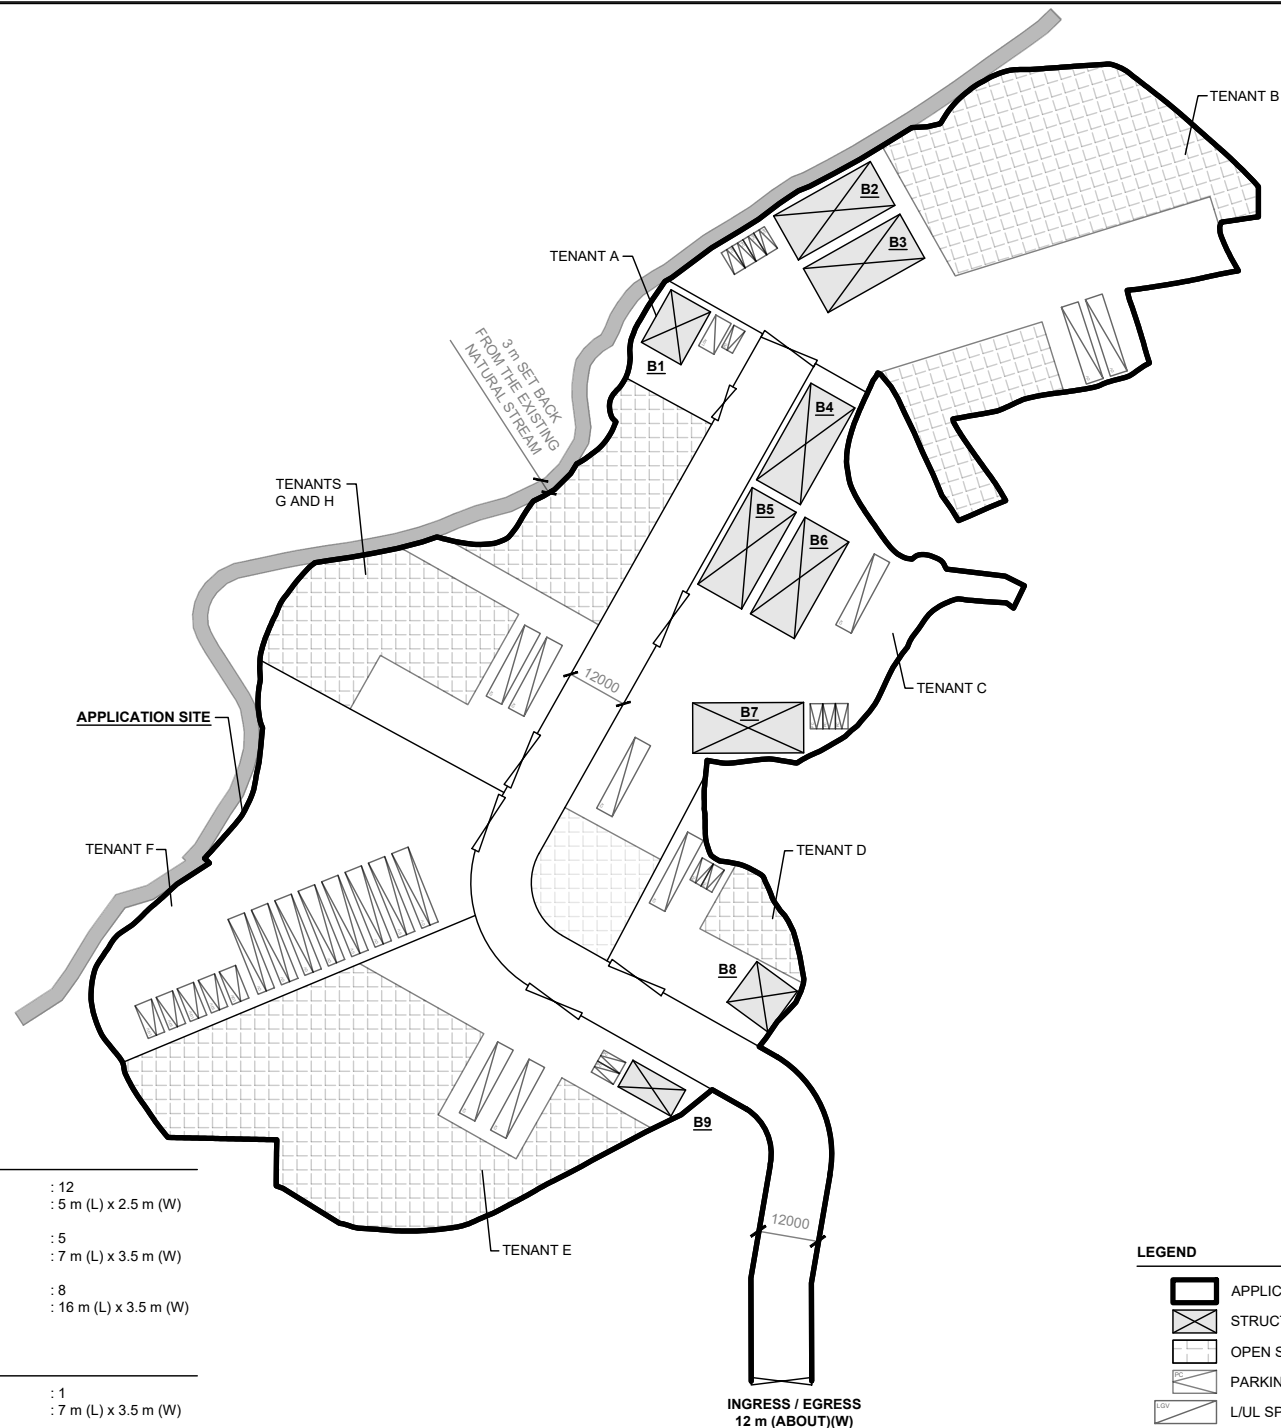 TENANT B
B2
B3
TENANT A
B1
3 m SET BACK
FROM THE EXISTING
NATURAL STREAM
B4
TENANTS
G AND H
B5
B6
12000
TENANT C
APPLICATION SITE
B7
TENANT F
TENANT D
B8
B9
: 12
: 5 m (L) x 2.5 m (W)
: 5
: 7 m (L) x 3.5 m (W)
: 8
: 16 m (L) x 3.5 m (W)
: 1
: 7 m (L) x 3.5 m (W)
TENANT E
12000
INGRESS / EGRESS
12 m (ABOUT)(W)
LEGEND
APPLIC
STRUCT
OPEN S
PC
PARKIN
LGV
L/UL SP